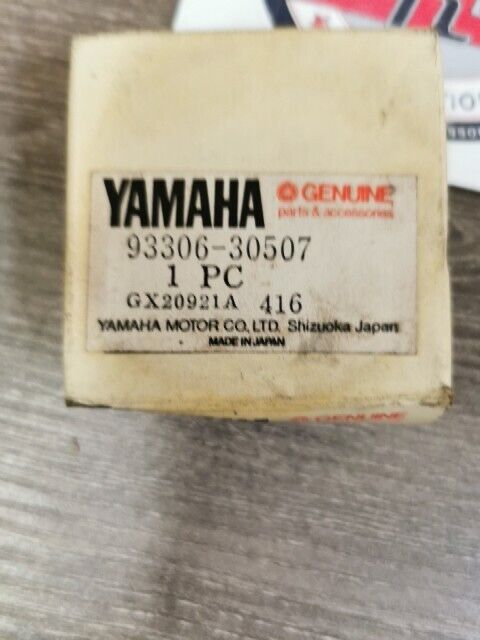 YAMAHA GENUINE
parts & accessories
93306-30507
1 PC
GX20921A 416
YAMAHA MOTOR CO., LTD. Shizuoka Japan
MADE IN JAPAN
GENUINE